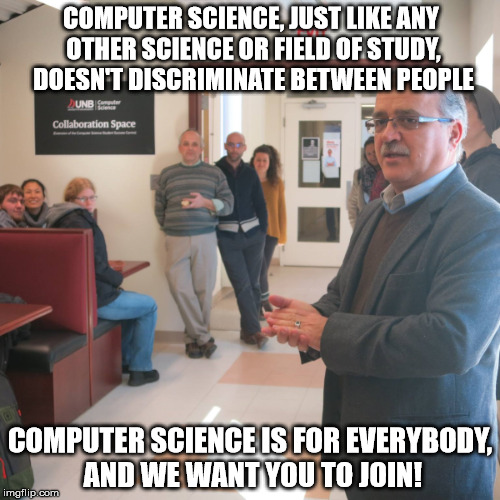 COMPUTER SCIENCE, JUST LIKE ANY
OTHER SCIENCE OR FIELD OF STUDY,
DOESN'T DISCRIMINATE BETWEEN PEOPLE
UNB Computer
Science
Collaboration Space
COMPUTER SCIENCE IS FOR EVERYBODY,
AND WE WANT YOU TO JOIN!
imgflip.com